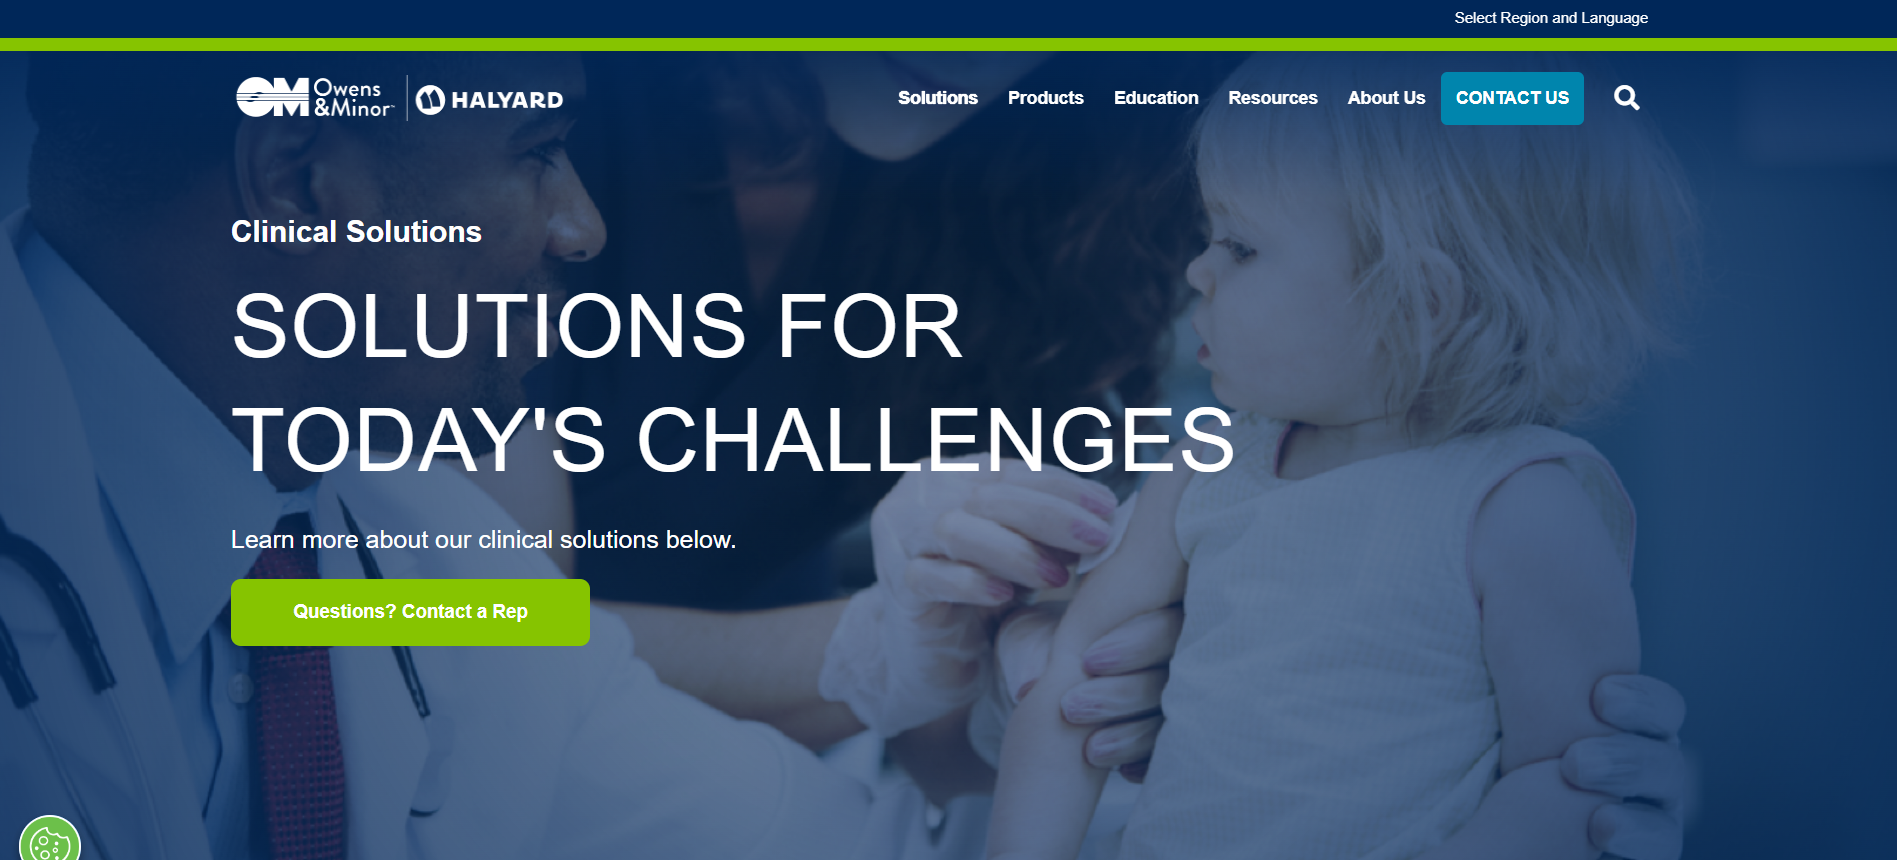 Select Region and Language
OM Owens &Minor™ HALYARD
Solutions Products Education Resources About Us CONTACT US
Clinical Solutions
SOLUTIONS FOR
TODAY'S CHALLENGES
Learn more about our clinical solutions below.
Questions? Contact a Rep